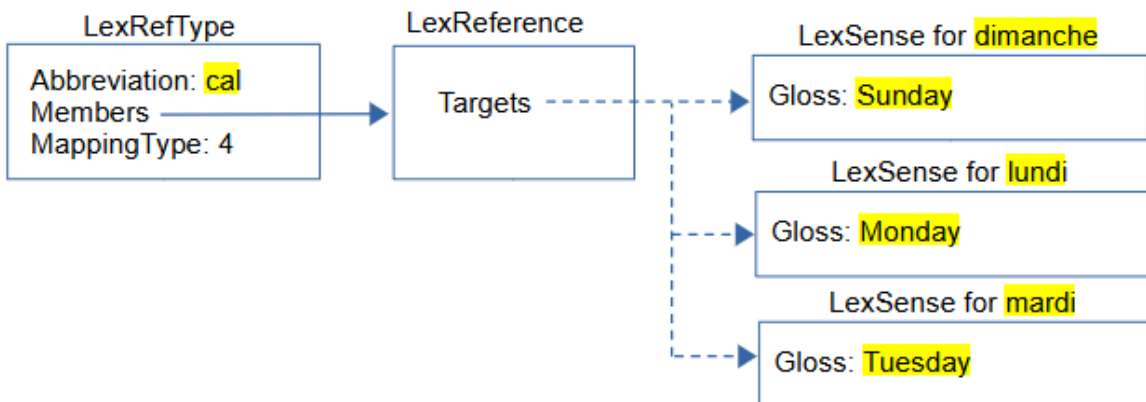 LexRefType
Abbreviation: cal
Members
MappingType: 4
LexReference
Targets
LexSense for dimanche
Gloss: Sunday
LexSense for lundi
Gloss: Monday
LexSense for mardi
Gloss: Tuesday